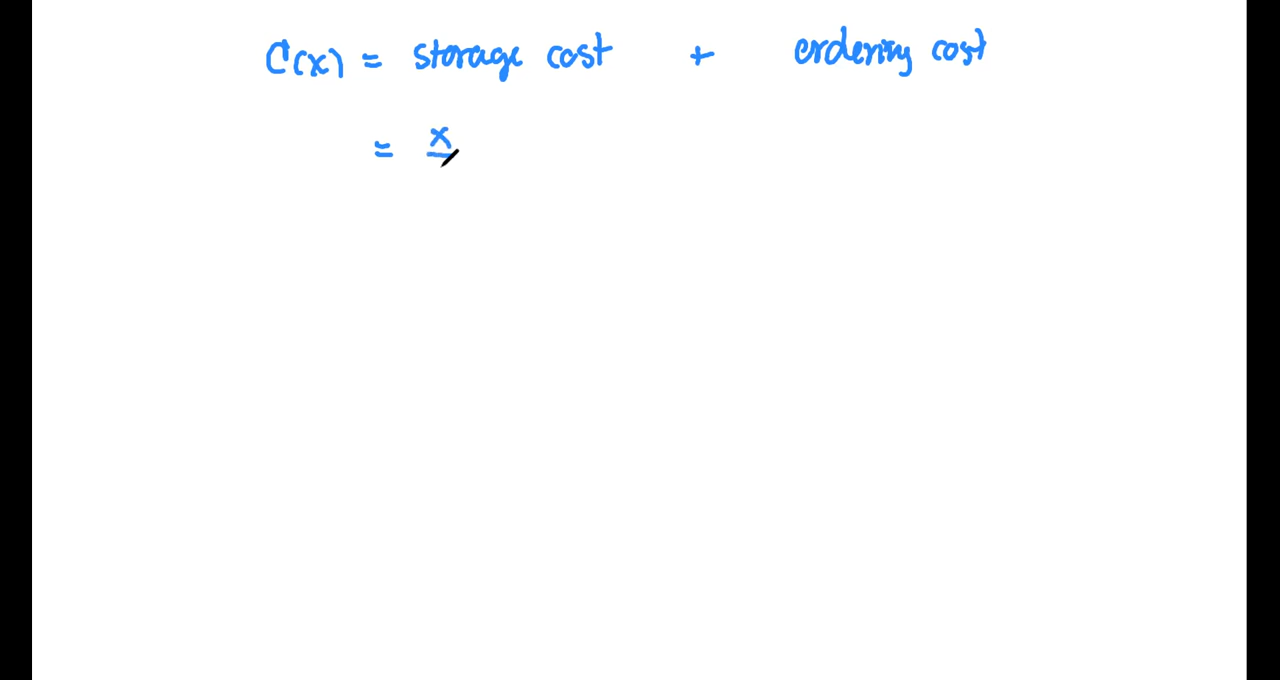 C(x) = storage cost + ordering cost
= x/